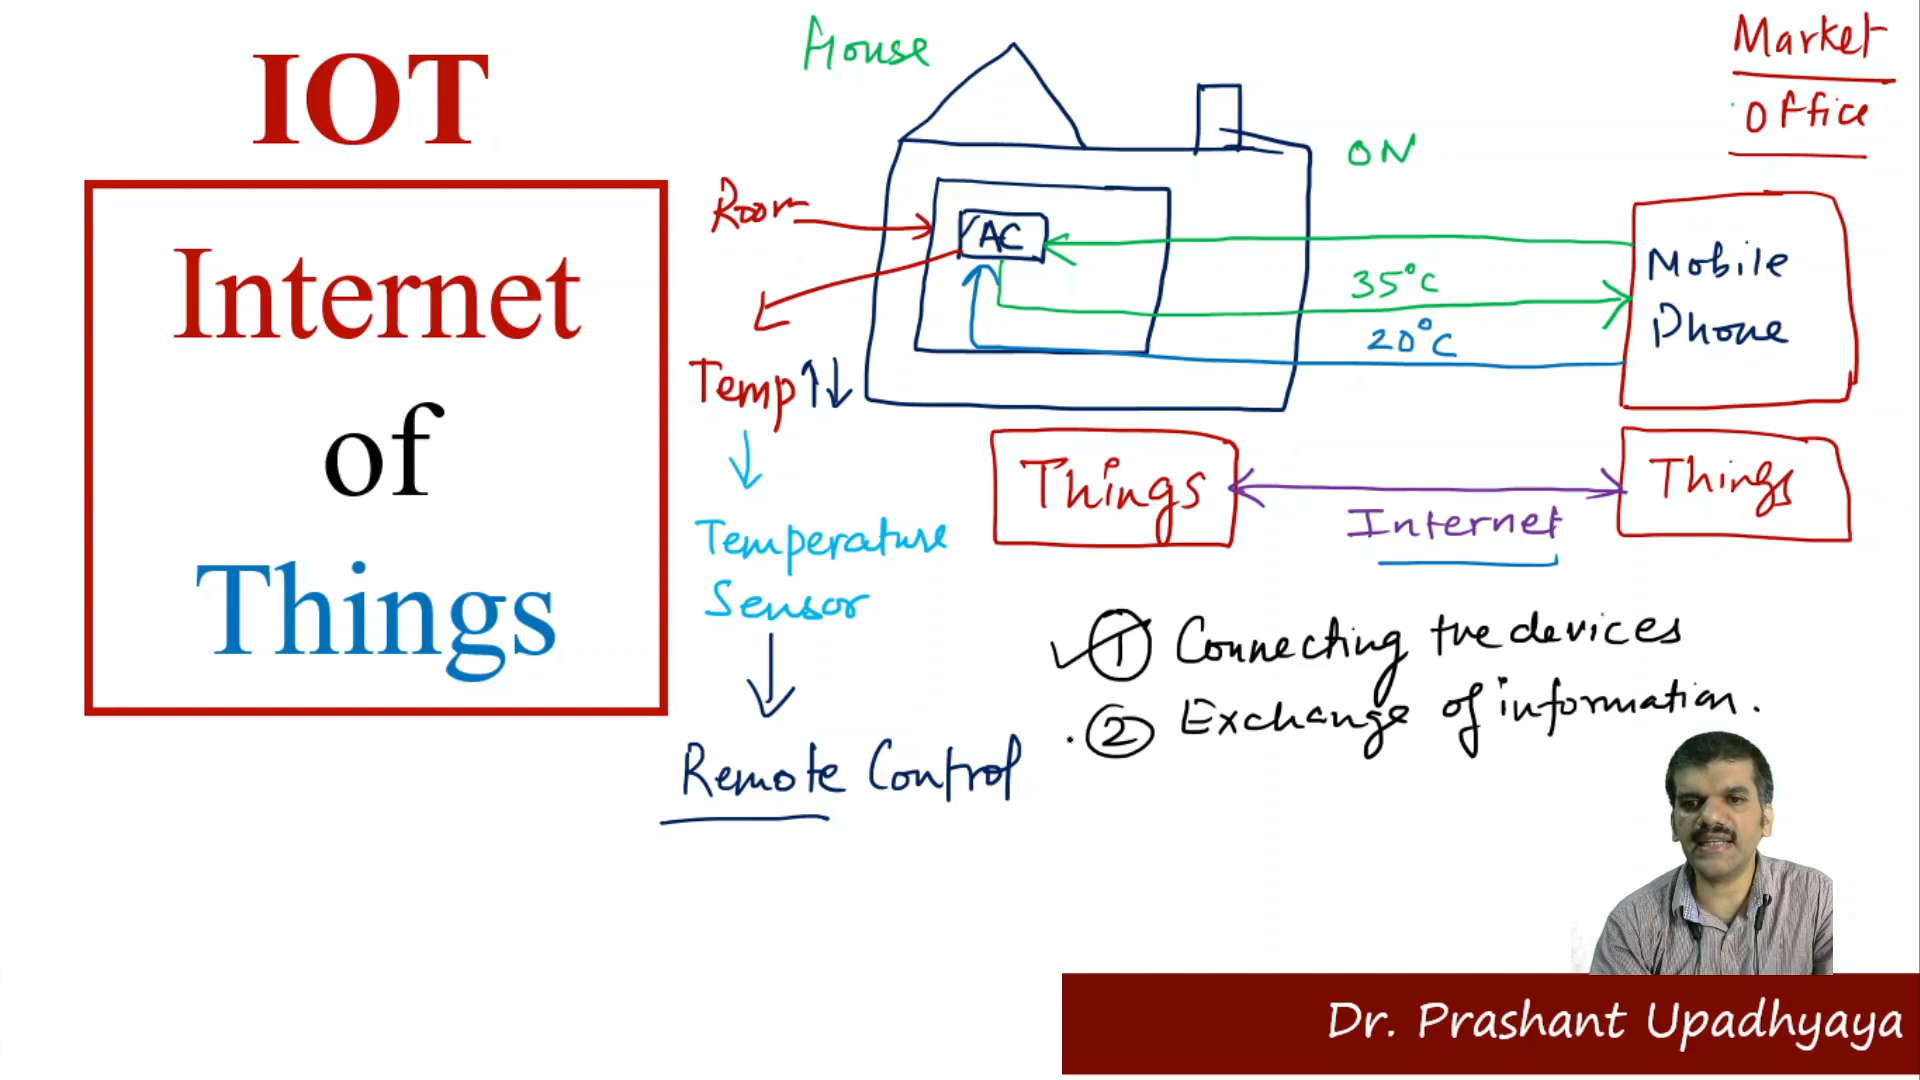 IOT
Internet
of
Things
House
Market
Office
ON
Room
AC
35°C
20°C
Mobile
Phone
Temp ↑↓
Temperature
Sensor
Remote Control
Things
Internet
Things
① Connecting the devices
② Exchange of information.
Dr. Prashant Upadhyaya